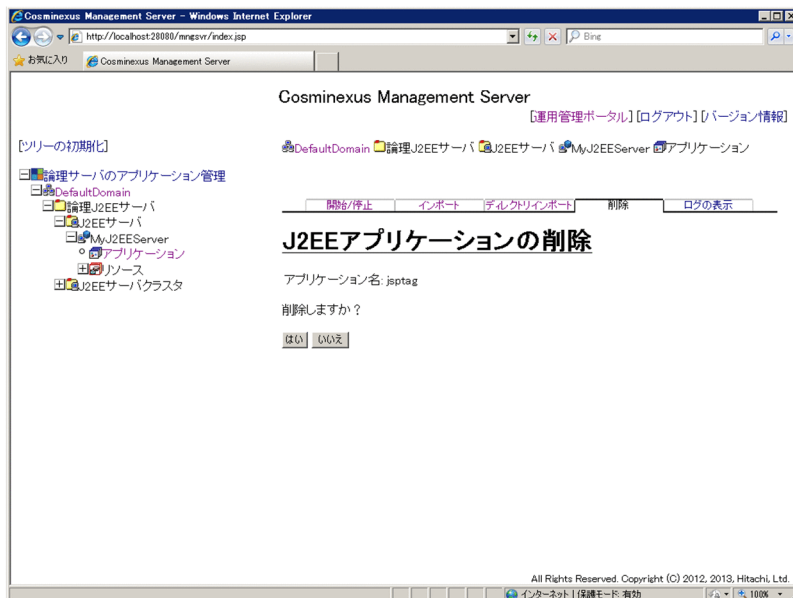 Cosminexus Management Server - Windows Internet Explorer
http://localhost:28080/mngsvr/index.jsp
Bing
お気に入り
Cosminexus Management Server
Cosminexus Management Server
[運用管理ポータル] [ログアウト] [バージョン情報]
[ツリーの初期化]
DefaultDomain 論理J2EEサーバ J2EEサーバ MyJ2EEServer アプリケーション
論理サーバのアプリケーション管理
DefaultDomain
論理J2EEサーバ
J2EEサーバ
MyJ2EEServer
アプリケーション
リソース
J2EEサーバクラスタ
開始/停止 インポート ディレクトリインポート 削除 ログの表示
J2EEアプリケーションの削除
アプリケーション名: jsptag
削除しますか？
はい いいえ
All Rights Reserved. Copyright (C) 2012, 2013, Hitachi, Ltd.
インターネット | 保護モード: 有効 100%